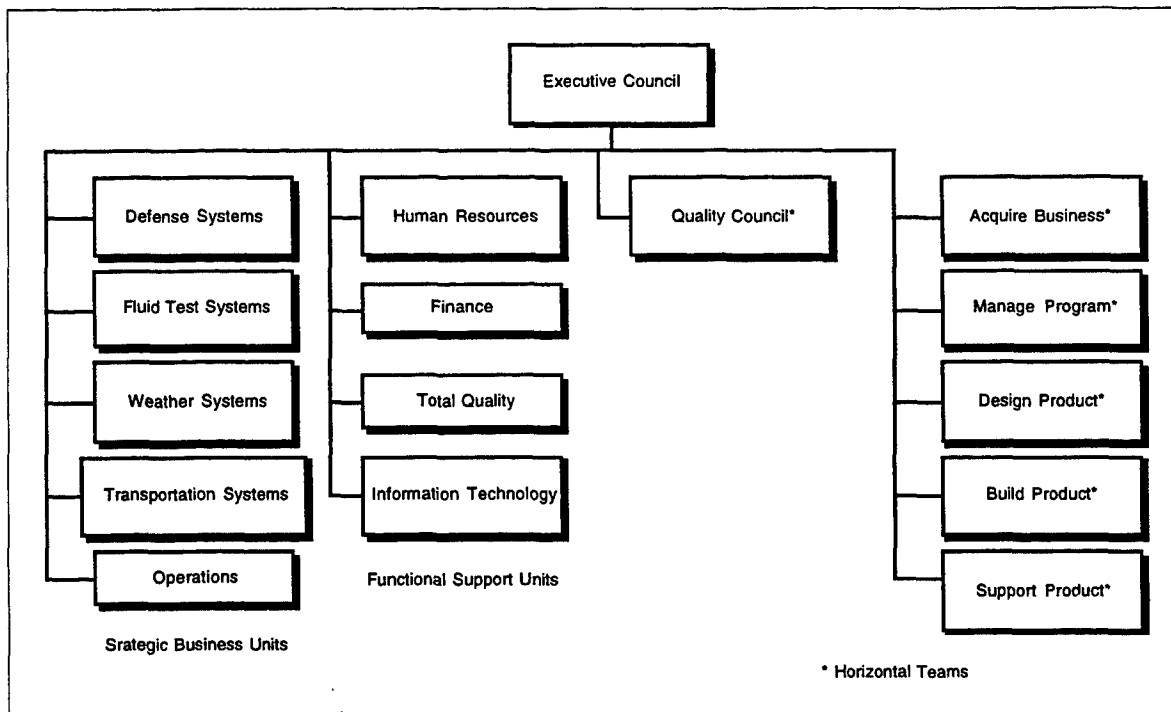 Executive Council
Defense Systems
Fluid Test Systems
Weather Systems
Transportation Systems
Operations
Srategic Business Units
Human Resources
Finance
Total Quality
Information Technology
Functional Support Units
Quality Council*
Acquire Business*
Manage Program*
Design Product*
Build Product*
Support Product*
* Horizontal Teams